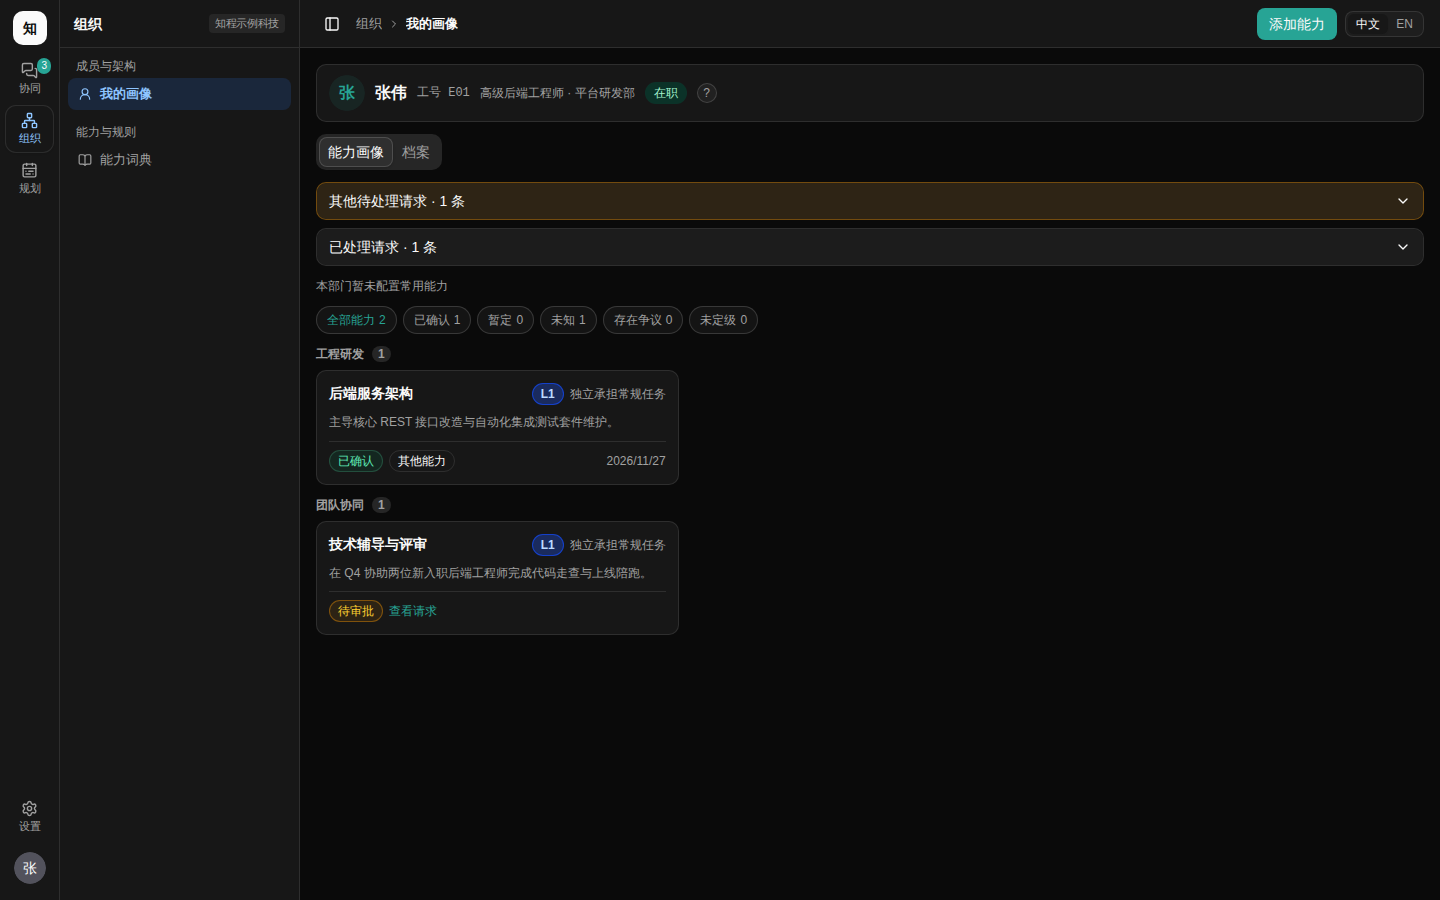 知
3
协同
组织
规划
设置
张
组织
知程示例科技
成员与架构
我的画像
能力与规则
能力词典
组织
我的画像
添加能力
中文 EN
张
张伟 工号 E01 高级后端工程师 · 平台研发部 在职 ?
能力画像 档案
其他待处理请求 · 1 条
已处理请求 · 1 条
本部门暂未配置常用能力
全部能力 2 已确认 1 暂定 0 未知 1 存在争议 0 未定级 0
工程研发 1
后端服务架构 L1 独立承担常规任务
主导核心 REST 接口改造与自动化集成测试套件维护。
已确认 其他能力 2026/11/27
团队协同 1
技术辅导与评审 L1 独立承担常规任务
在 Q4 协助两位新入职后端工程师完成代码走查与上线陪跑。
待审批 查看请求